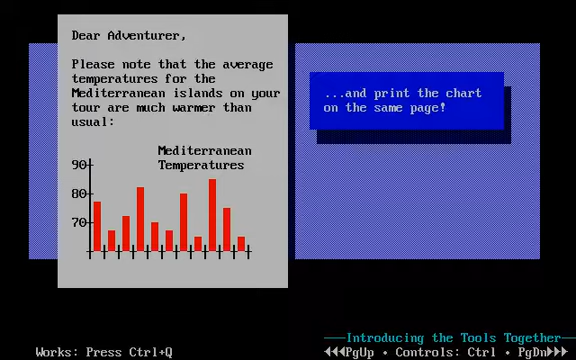 Dear Adventurer,
Please note that the average
temperatures for the
Mediterranean islands on your
tour are much warmer than
usual:
Mediterranean
Temperatures
90
80
70
...and print the chart
on the same page!
Introducing the Tools Together
Works: Press Ctrl+Q
PgUp • Controls: Ctrl • PgDn